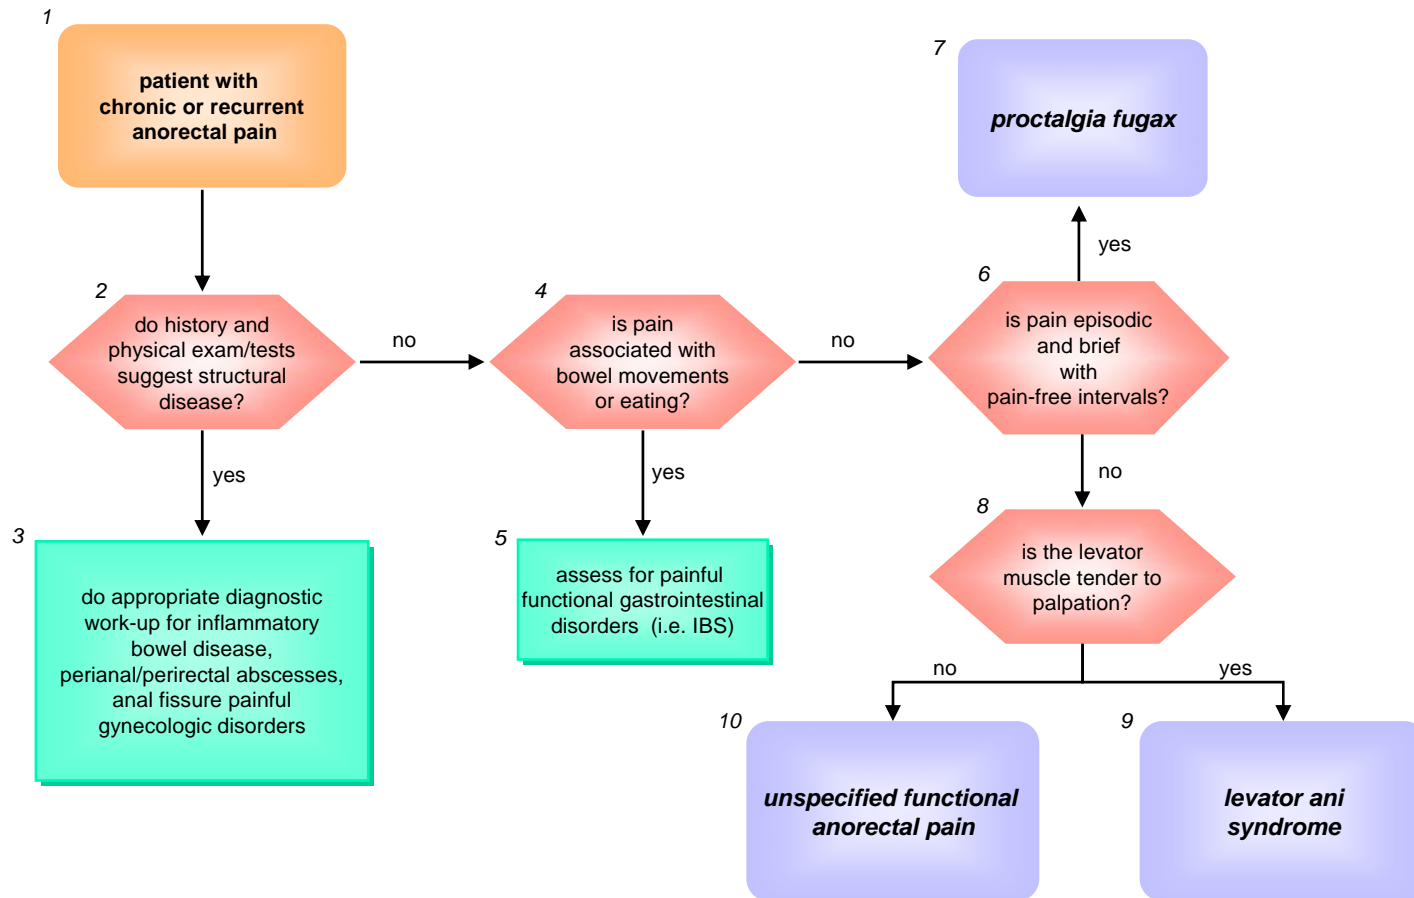 1
patient with
chronic or recurrent
anorectal pain
2
do history and
physical exam/tests
suggest structural
disease?
no
yes
3
do appropriate diagnostic
work-up for inflammatory
bowel disease,
perianal/perirectal abscesses,
anal fissure painful
gynecologic disorders
4
is pain
associated with
bowel movements
or eating?
no
yes
5
assess for painful
functional gastrointestinal
disorders (i.e. IBS)
6
is pain episodic
and brief
with
pain-free intervals?
yes
no
7
proctalgia fugax
8
is the levator
muscle tender to
palpation?
no
yes
10
unspecified functional
anorectal pain
9
levator ani
syndrome